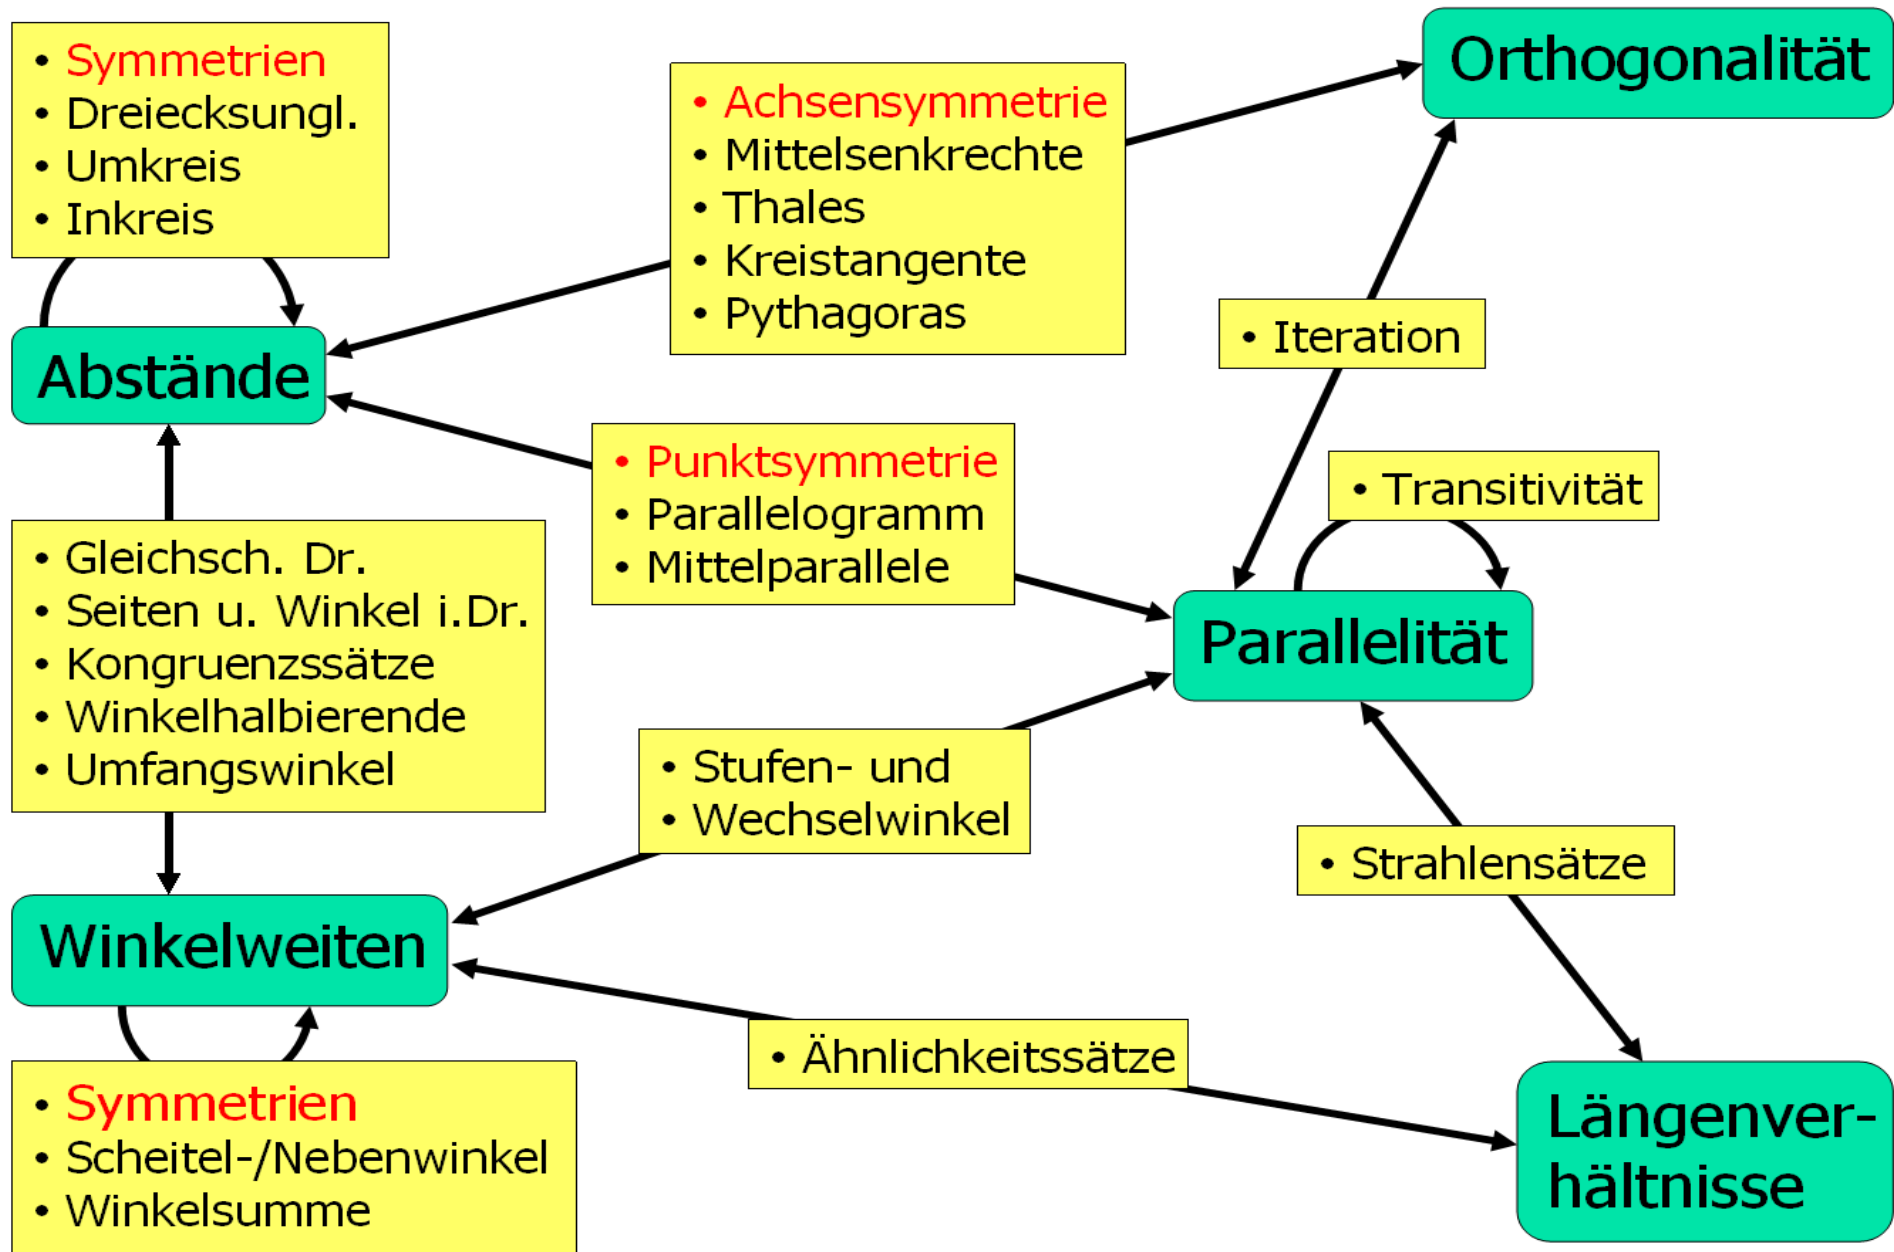 • Symmetrien
• Dreiecksungl.
• Umkreis
• Inkreis
• Achsensymmetrie
• Mittelsenkrechte
• Thales
• Kreistangente
• Pythagoras
Orthogonalität
• Iteration
Abstände
• Punktsymmetrie
• Parallelogramm
• Mittelparallele
• Transitivität
• Gleichsch. Dr.
• Seiten u. Winkel i.Dr.
• Kongruenzssätze
• Winkelhalbierende
• Umfangswinkel
Parallelität
• Stufen- und
• Wechselwinkel
• Strahlensätze
Winkelweiten
• Ähnlichkeitssätze
• Symmetrien
• Scheitel-/Nebenwinkel
• Winkelsumme
Längenver-
hältnisse